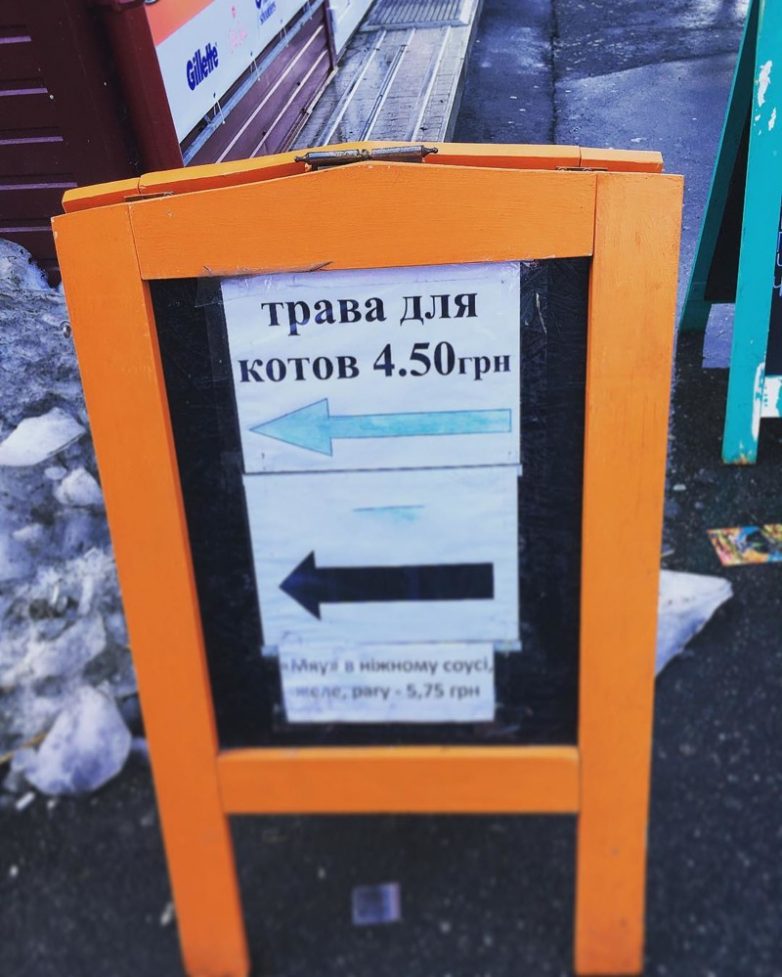 Gillette
трава для
котов 4.50грн
«Мяу» в ніжному соусі,
желе, рагу - 5,75 грн